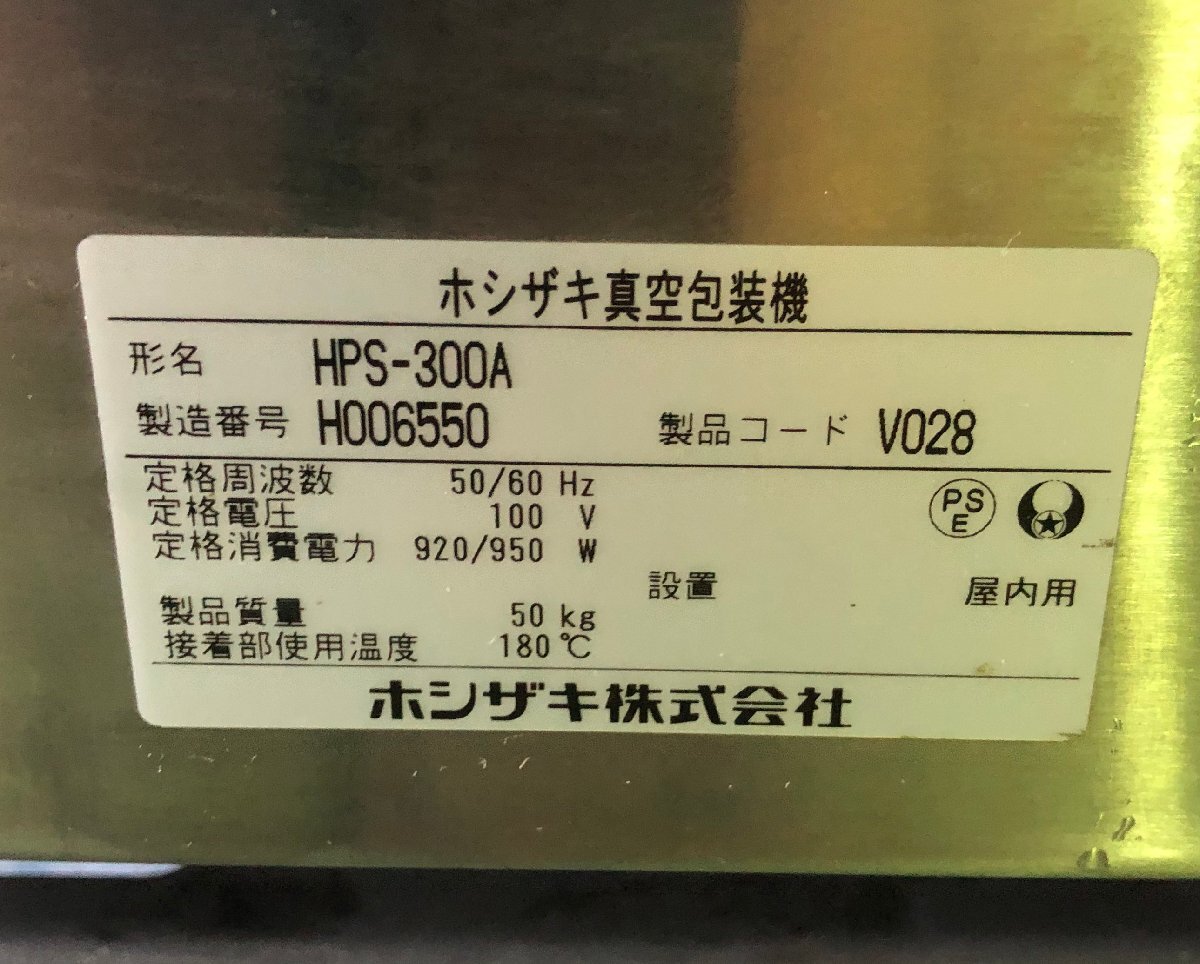 ホシザキ真空包装機
形名 HPS-300A
製造番号 H006550 製品コード V028
定格周波数 50/60 Hz
定格電圧 100 V
定格消費電力 920/950 W
PS
E
設置 屋内用
製品質量 50 kg
接着部使用温度 180 ℃
ホシザキ株式会社